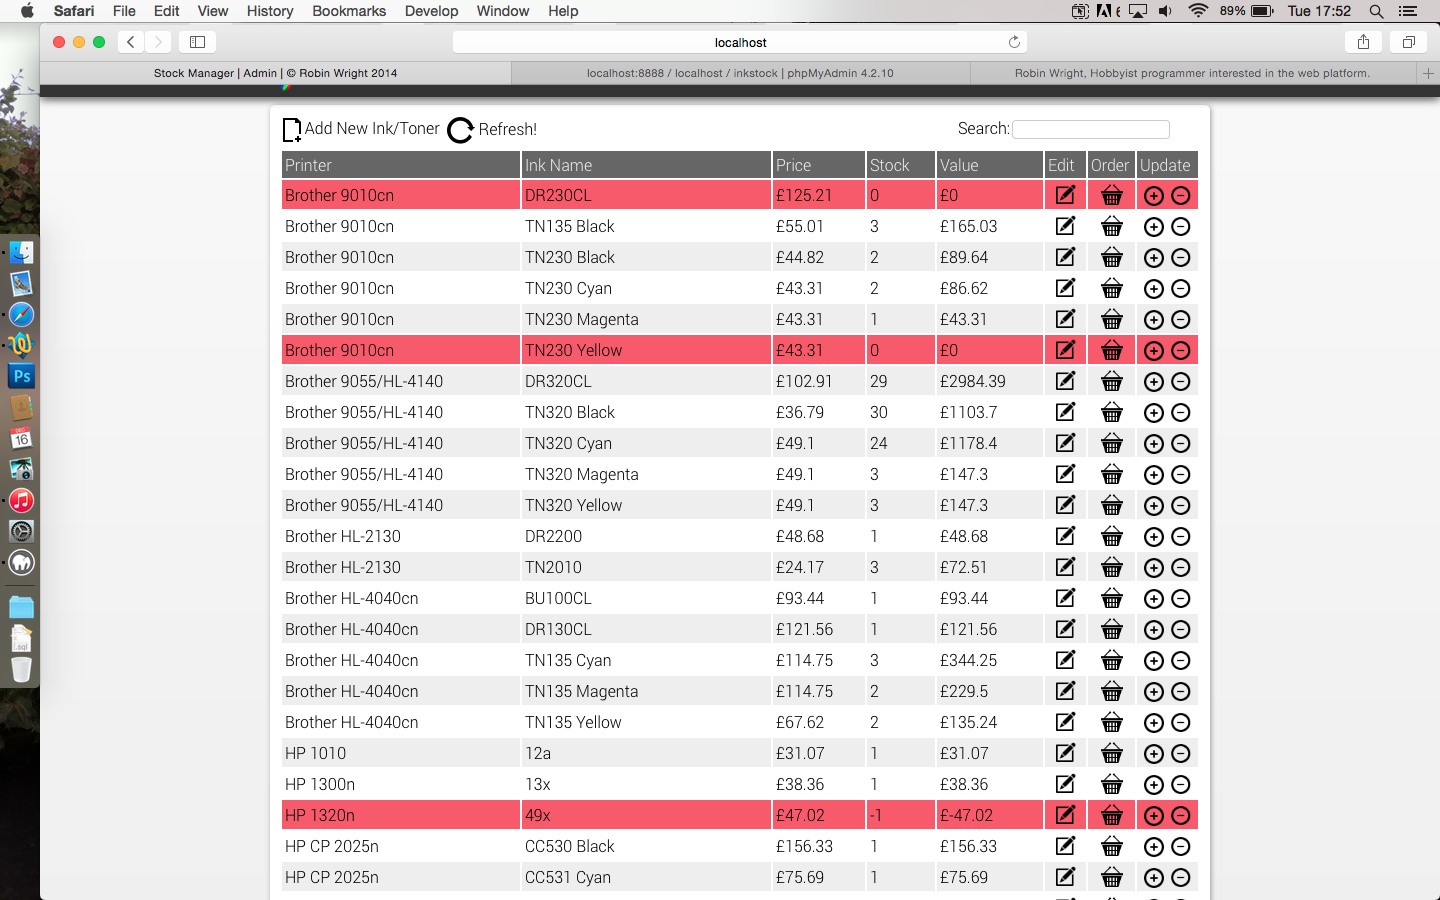 Safari File Edit View History Bookmarks Develop Window Help 89% Tue 17:52
localhost
Stock Manager | Admin | © Robin Wright 2014 localhost:8888 / localhost / inkstock | phpMyAdmin 4.2.10 Robin Wright, Hobbyist programmer interested in the web platform.
Add New Ink/Toner Refresh! Search:
Printer Ink Name Price Stock Value Edit Order Update
Brother 9010cn DR230CL £125.21 0 £0
Brother 9010cn TN135 Black £55.01 3 £165.03
Brother 9010cn TN230 Black £44.82 2 £89.64
Brother 9010cn TN230 Cyan £43.31 2 £86.62
Brother 9010cn TN230 Magenta £43.31 1 £43.31
Brother 9010cn TN230 Yellow £43.31 0 £0
Brother 9055/HL-4140 DR320CL £102.91 29 £2984.39
Brother 9055/HL-4140 TN320 Black £36.79 30 £1103.7
Brother 9055/HL-4140 TN320 Cyan £49.1 24 £1178.4
Brother 9055/HL-4140 TN320 Magenta £49.1 3 £147.3
Brother 9055/HL-4140 TN320 Yellow £49.1 3 £147.3
Brother HL-2130 DR2200 £48.68 1 £48.68
Brother HL-2130 TN2010 £24.17 3 £72.51
Brother HL-4040cn BU100CL £93.44 1 £93.44
Brother HL-4040cn DR130CL £121.56 1 £121.56
Brother HL-4040cn TN135 Cyan £114.75 3 £344.25
Brother HL-4040cn TN135 Magenta £114.75 2 £229.5
Brother HL-4040cn TN135 Yellow £67.62 2 £135.24
HP 1010 12a £31.07 1 £31.07
HP 1300n 13x £38.36 1 £38.36
HP 1320n 49x £47.02 -1 £-47.02
HP CP 2025n CC530 Black £156.33 1 £156.33
HP CP 2025n CC531 Cyan £75.69 1 £75.69
Ps
DEC
16
.sql